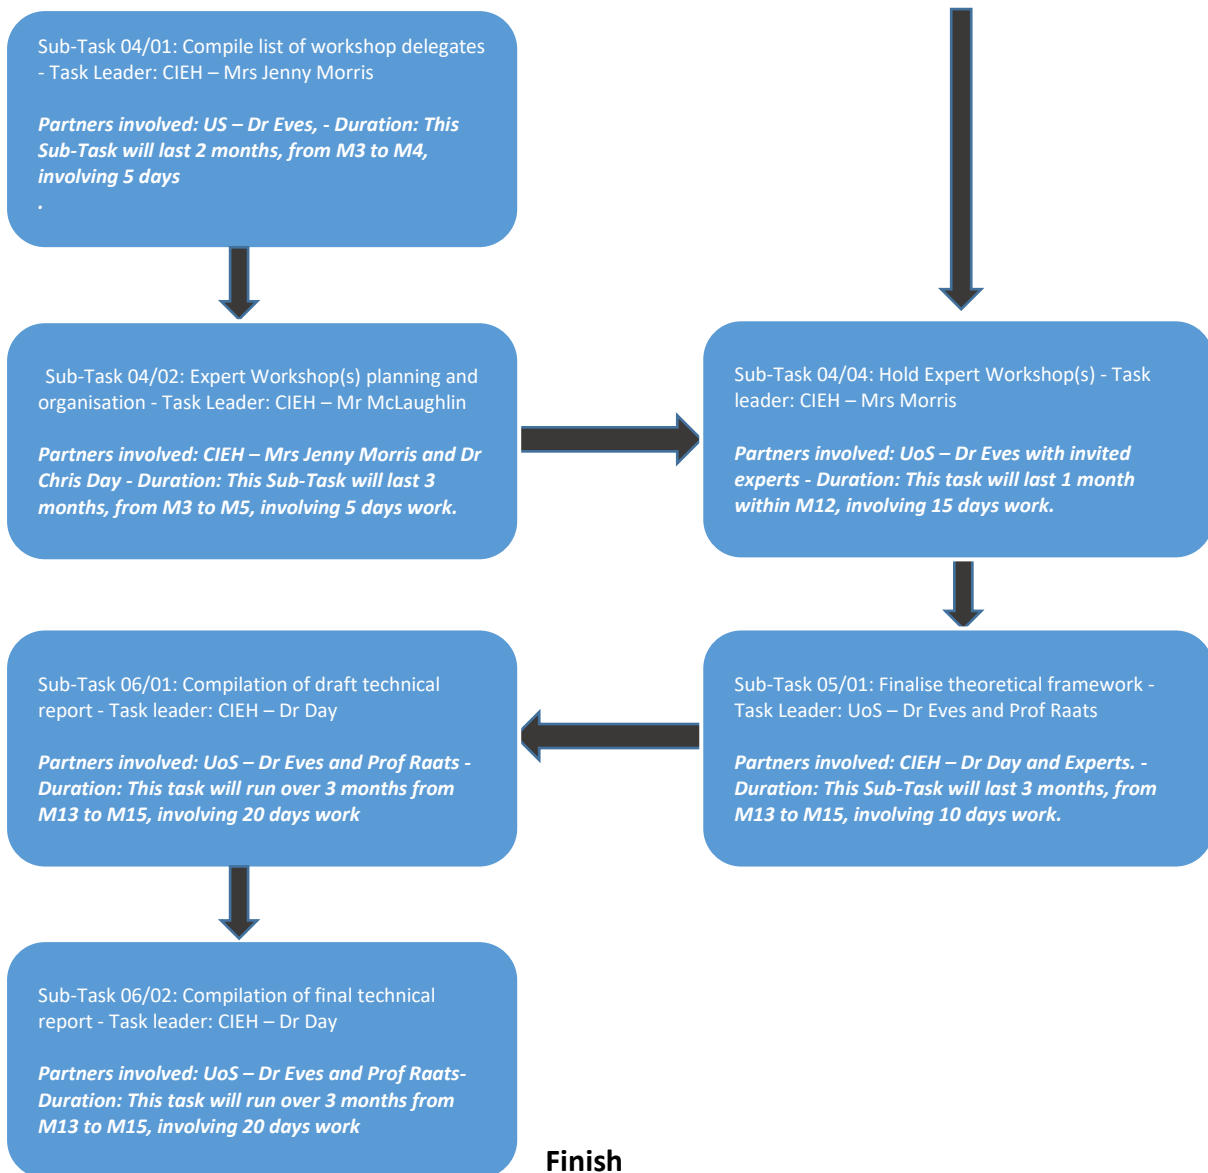 Sub-Task 04/01: Compile list of workshop delegates
- Task Leader: CIEH – Mrs Jenny Morris
Partners involved: US – Dr Eves, - Duration: This
Sub-Task will last 2 months, from M3 to M4,
involving 5 days
.
Sub-Task 04/02: Expert Workshop(s) planning and
organisation - Task Leader: CIEH – Mr McLaughlin
Partners involved: CIEH – Mrs Jenny Morris and Dr
Chris Day - Duration: This Sub-Task will last 3
months, from M3 to M5, involving 5 days work.
Sub-Task 04/04: Hold Expert Workshop(s) - Task
leader: CIEH – Mrs Morris
Partners involved: UoS – Dr Eves with invited
experts - Duration: This task will last 1 month
within M12, involving 15 days work.
Sub-Task 05/01: Finalise theoretical framework -
Task Leader: UoS – Dr Eves and Prof Raats
Partners involved: CIEH – Dr Day and Experts. -
Duration: This Sub-Task will last 3 months, from
M13 to M15, involving 10 days work.
Sub-Task 06/01: Compilation of draft technical
report - Task leader: CIEH – Dr Day
Partners involved: UoS – Dr Eves and Prof Raats -
Duration: This task will run over 3 months from
M13 to M15, involving 20 days work
Sub-Task 06/02: Compilation of final technical
report - Task leader: CIEH – Dr Day
Partners involved: UoS – Dr Eves and Prof Raats-
Duration: This task will run over 3 months from
M13 to M15, involving 20 days work
Finish